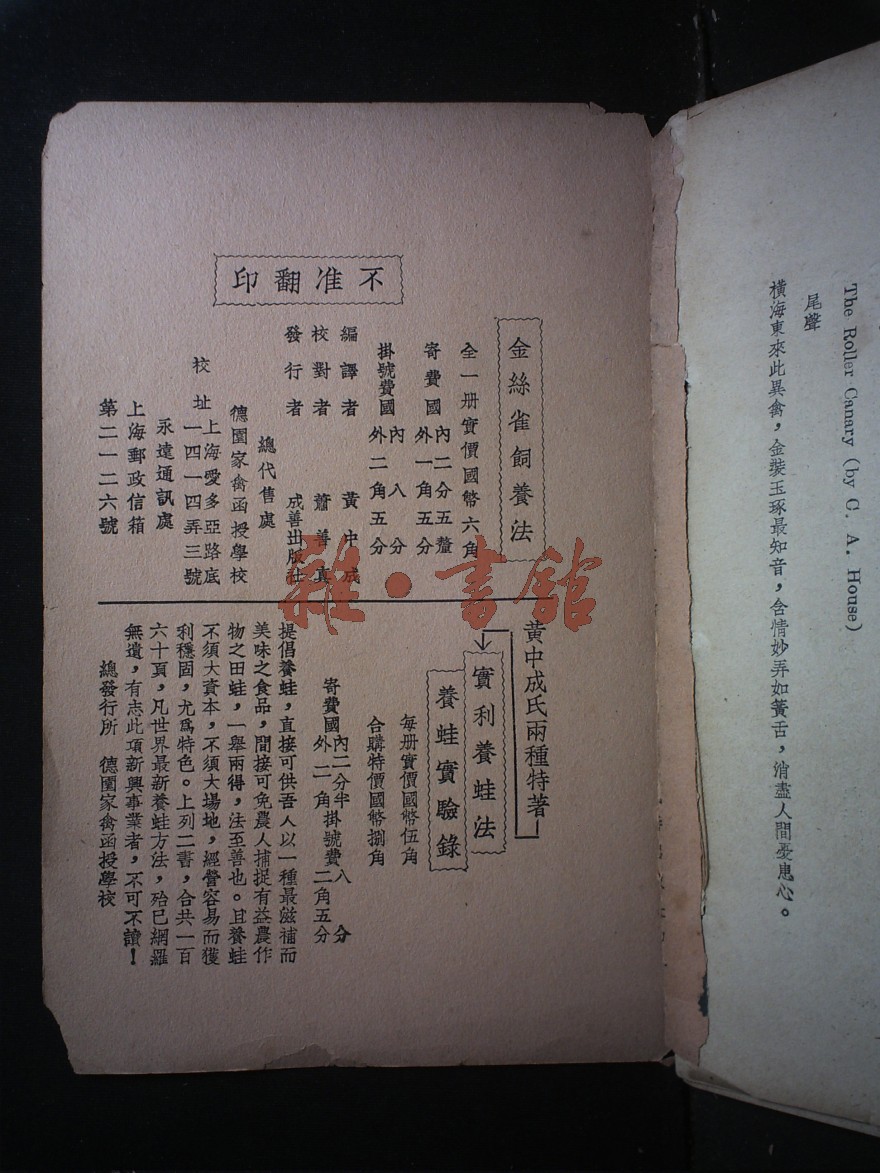 The Roller Canary (by C. A. House)
尾聲
橫海東來此異禽，金裝玉琢最知音，含情妙弄如簧舌，消盡人間憂患心。
不准翻印
金絲雀飼養法
全一册實價國幣六角
寄費國內二分五釐
外一角五分
掛號費國內八分
外二角五分
編譯者 黃中成
校對者 蕭善真
發行者 成善出版社
總代售處
德園家禽函授學校
校址 上海愛多亞路底
一四一四弄三號
永遠通訊處
上海郵政信箱
第二一二六號
黃中成氏兩種特著
實利養蛙法
養蛙實驗錄
每册實價國幣伍角
合購特價國幣捌角
寄費國內二分半掛號費八分
外二角 二角五分
提倡養蛙，直接可供吾人以一種最滋補而
美味之食品，間接可免農人捕捉有益農作
物之田蛙，一舉兩得，法至善也。且養蛙
不須大資本，不須大場地，經營容易而獲
利穩固，尤爲特色。上列二書，合共一百
六十頁，凡世界最新養蛙方法，殆已網羅
無遺，有志此項新興事業者，不可不讀！
總發行所 德園家禽函授學校
雜·書館